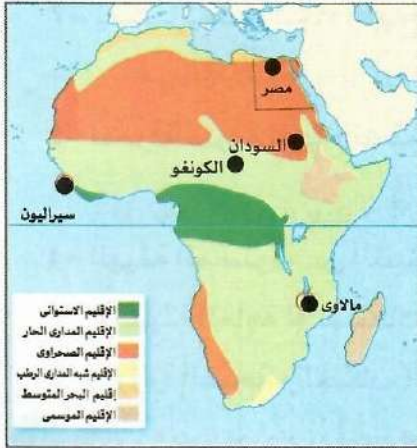 مصر
السودان
الكونغو
سيراليون
مالاوى
الإقليم الاستوائى
الإقليم المدارى الحار
الإقليم الصحراوى
الإقليم شبه المدارى الرطب
إقليم البحر المتوسط
الإقليم الموسمى